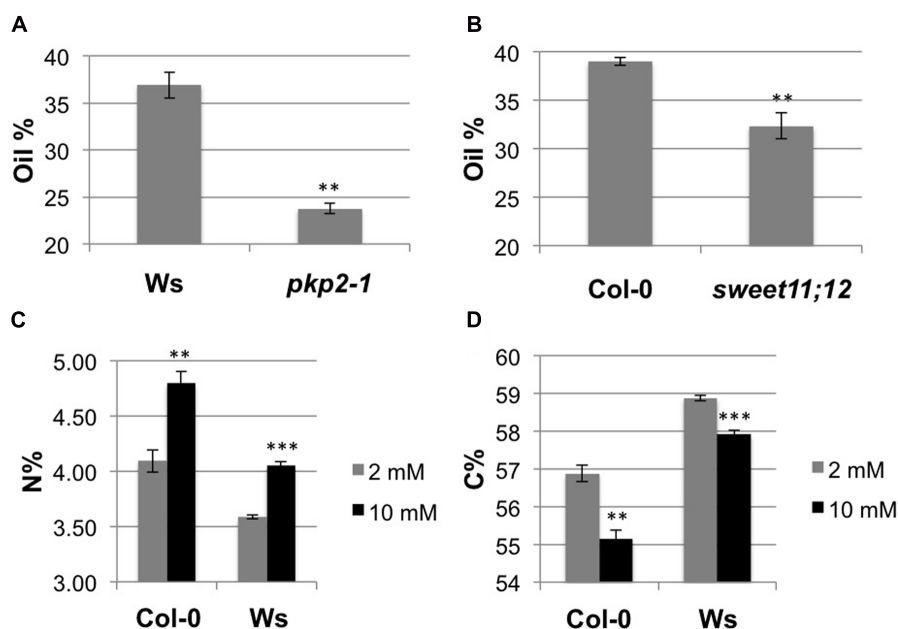 A
40
35
30
25
20
Oil %
**
Ws
pkp2-1
B
40
35
30
25
20
Oil %
**
Col-0
sweet11;12
C
5.00
4.50
4.00
3.50
3.00
N%
**
***
Col-0
Ws
2 mM
10 mM
D
60
59
58
57
56
55
54
C%
**
***
Col-0
Ws
2 mM
10 mM